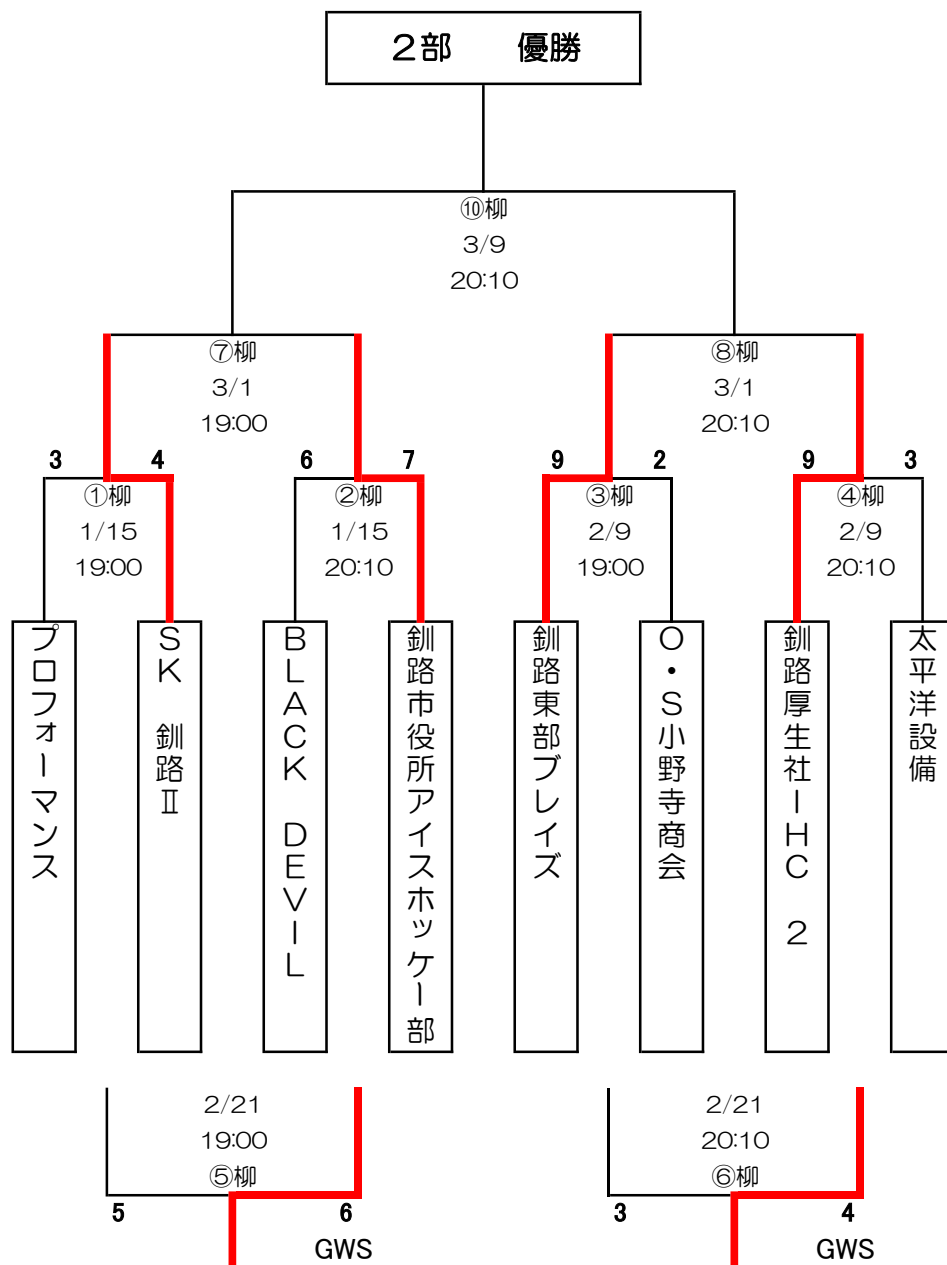 ２部　優勝
⑩柳
3/9
20:10
⑦柳
3/1
19:00
⑧柳
3/1
20:10
3 4 6 7 9 2 9 3
①柳
1/15
19:00
②柳
1/15
20:10
③柳
2/9
19:00
④柳
2/9
20:10
プロフォーマンス
ＳＫ　釧路Ⅱ
ＢＬＡＣＫ　ＤＥＶＩＬ
釧路市役所アイスホッケー部
釧路東部ブレイズ
Ｏ・Ｓ小野寺商会
釧路厚生社ＩＨＣ　２
太平洋設備
2/21
19:00
⑤柳
5 6
GWS
2/21
20:10
⑥柳
3 4
GWS